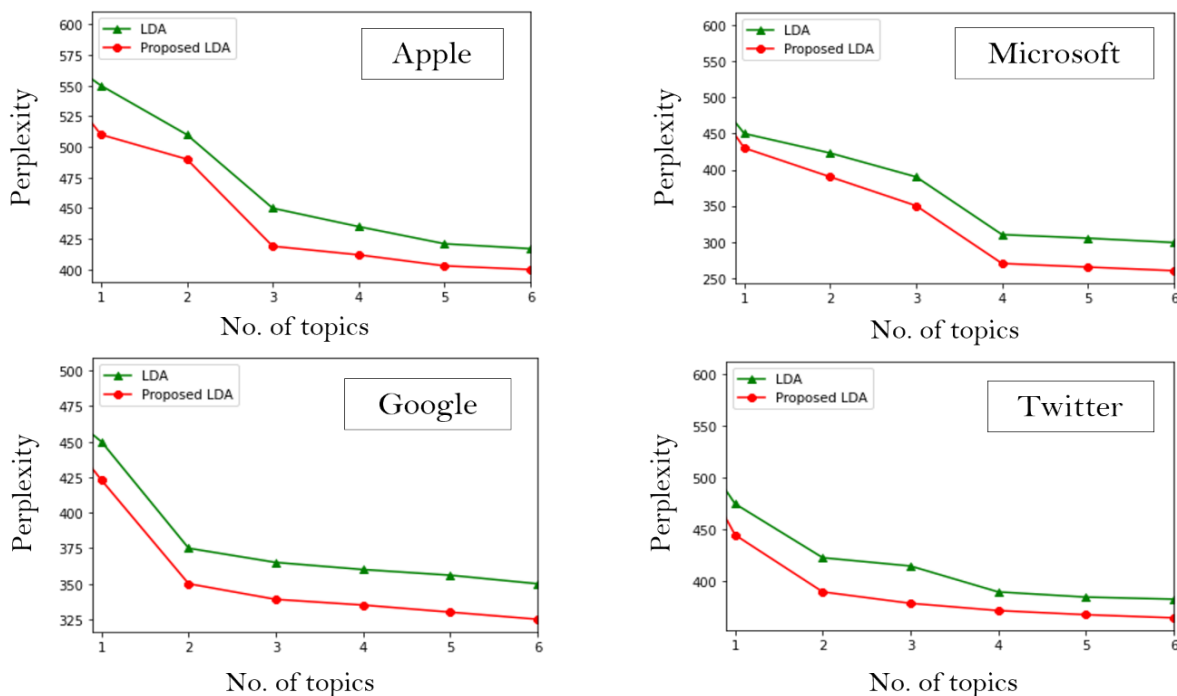 600
575
550
525
500
475
450
425
400
Perplexity
LDA
Proposed LDA
Apple
1 2 3 4 5 6
No. of topics
600
550
500
450
400
350
300
250
Perplexity
LDA
Proposed LDA
Microsoft
1 2 3 4 5 6
No. of topics
500
475
450
425
400
375
350
325
Perplexity
LDA
Proposed LDA
Google
1 2 3 4 5 6
No. of topics
600
550
500
450
400
Perplexity
LDA
Proposed LDA
Twitter
1 2 3 4 5 6
No. of topics